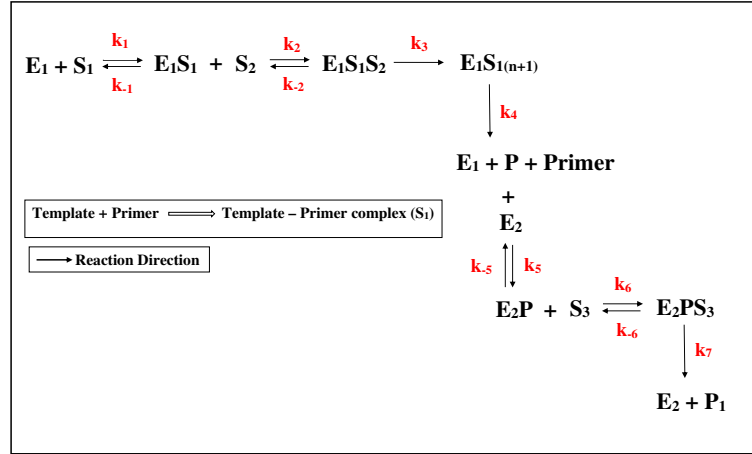 k₁ k₂ k₃
E₁ + S₁ E₁S₁ + S₂ E₁S₁S₂ E₁S₁₍ₙ₊₁₎
k₋₁ k₋₂
k₄
E₁ + P + Primer
+
Template + Primer Template – Primer complex (S₁)
E₂
Reaction Direction
k₋₅ k₅
k₆
E₂P + S₃ E₂PS₃
k₋₆
k₇
E₂ + P₁